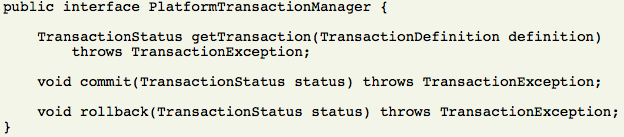 public interface PlatformTransactionManager {
    TransactionStatus getTransaction(TransactionDefinition definition)
        throws TransactionException;
    void commit(TransactionStatus status) throws TransactionException;
    void rollback(TransactionStatus status) throws TransactionException;
}